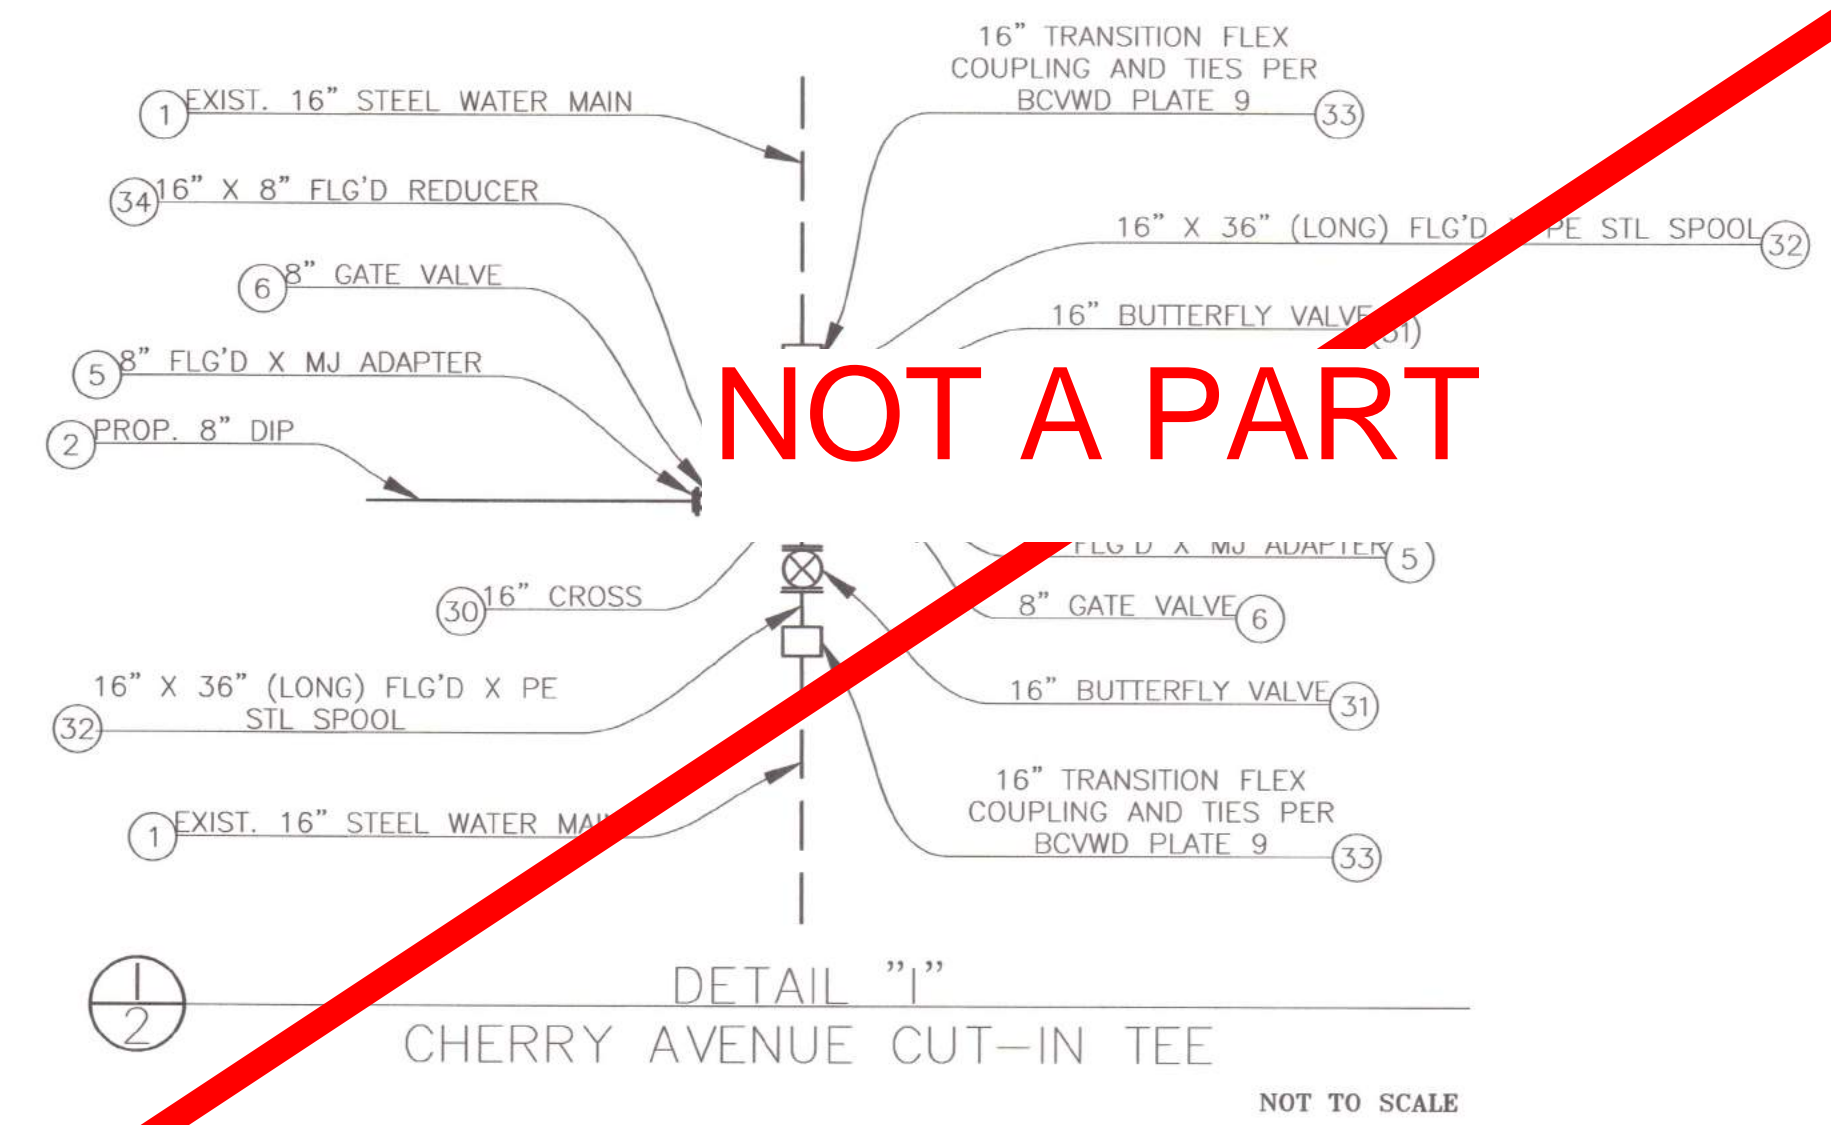 16" TRANSITION FLEX
COUPLING AND TIES PER
BCVWD PLATE 9
33
1
EXIST. 16" STEEL WATER MAIN
34
16" X 8" FLG'D REDUCER
16" X 36" (LONG) FLG'D PE STL SPOOL
32
6
8" GATE VALVE
16" BUTTERFLY VALVE
5
8" FLG'D X MJ ADAPTER
NOT A PART
2
PROP. 8" DIP
FLG'D X MJ ADAPTER
5
30
16" CROSS
8" GATE VALVE
6
16" X 36" (LONG) FLG'D X PE
STL SPOOL
32
16" BUTTERFLY VALVE
31
16" TRANSITION FLEX
COUPLING AND TIES PER
BCVWD PLATE 9
33
1
EXIST. 16" STEEL WATER MAIN
1
2
DETAIL "1"
CHERRY AVENUE CUT-IN TEE
NOT TO SCALE